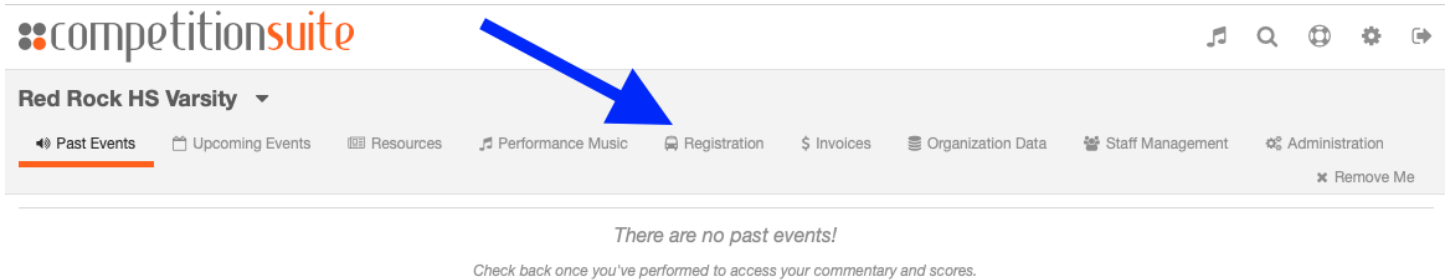 competitionsuite
Red Rock HS Varsity
Past Events Upcoming Events Resources Performance Music Registration $ Invoices Organization Data Staff Management Administration
Remove Me
There are no past events!
Check back once you've performed to access your commentary and scores.